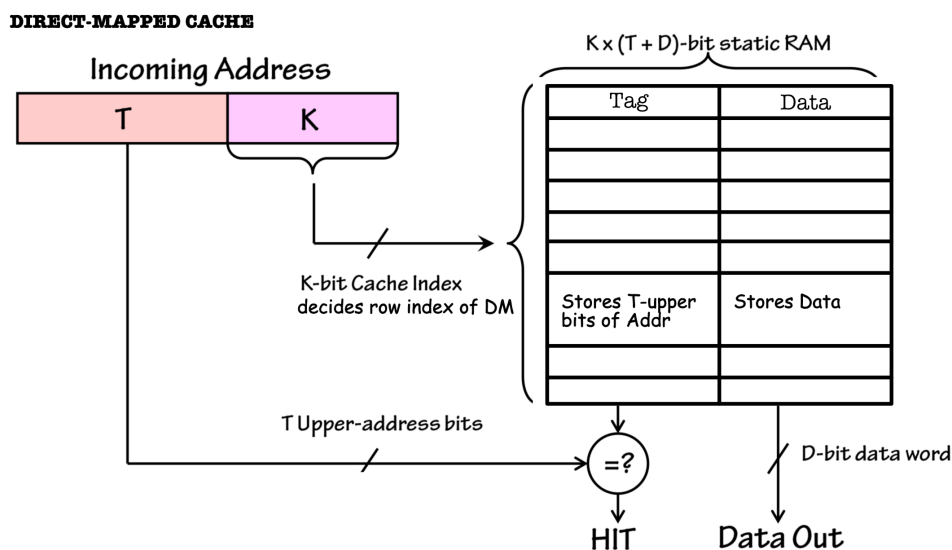 DIRECT-MAPPED CACHE
K x (T + D)-bit static RAM
Incoming Address
T
K
Tag
Data
K-bit Cache Index
decides row index of DM
Stores T-upper
bits of Addr
Stores Data
T Upper-address bits
=?
D-bit data word
HIT
Data Out